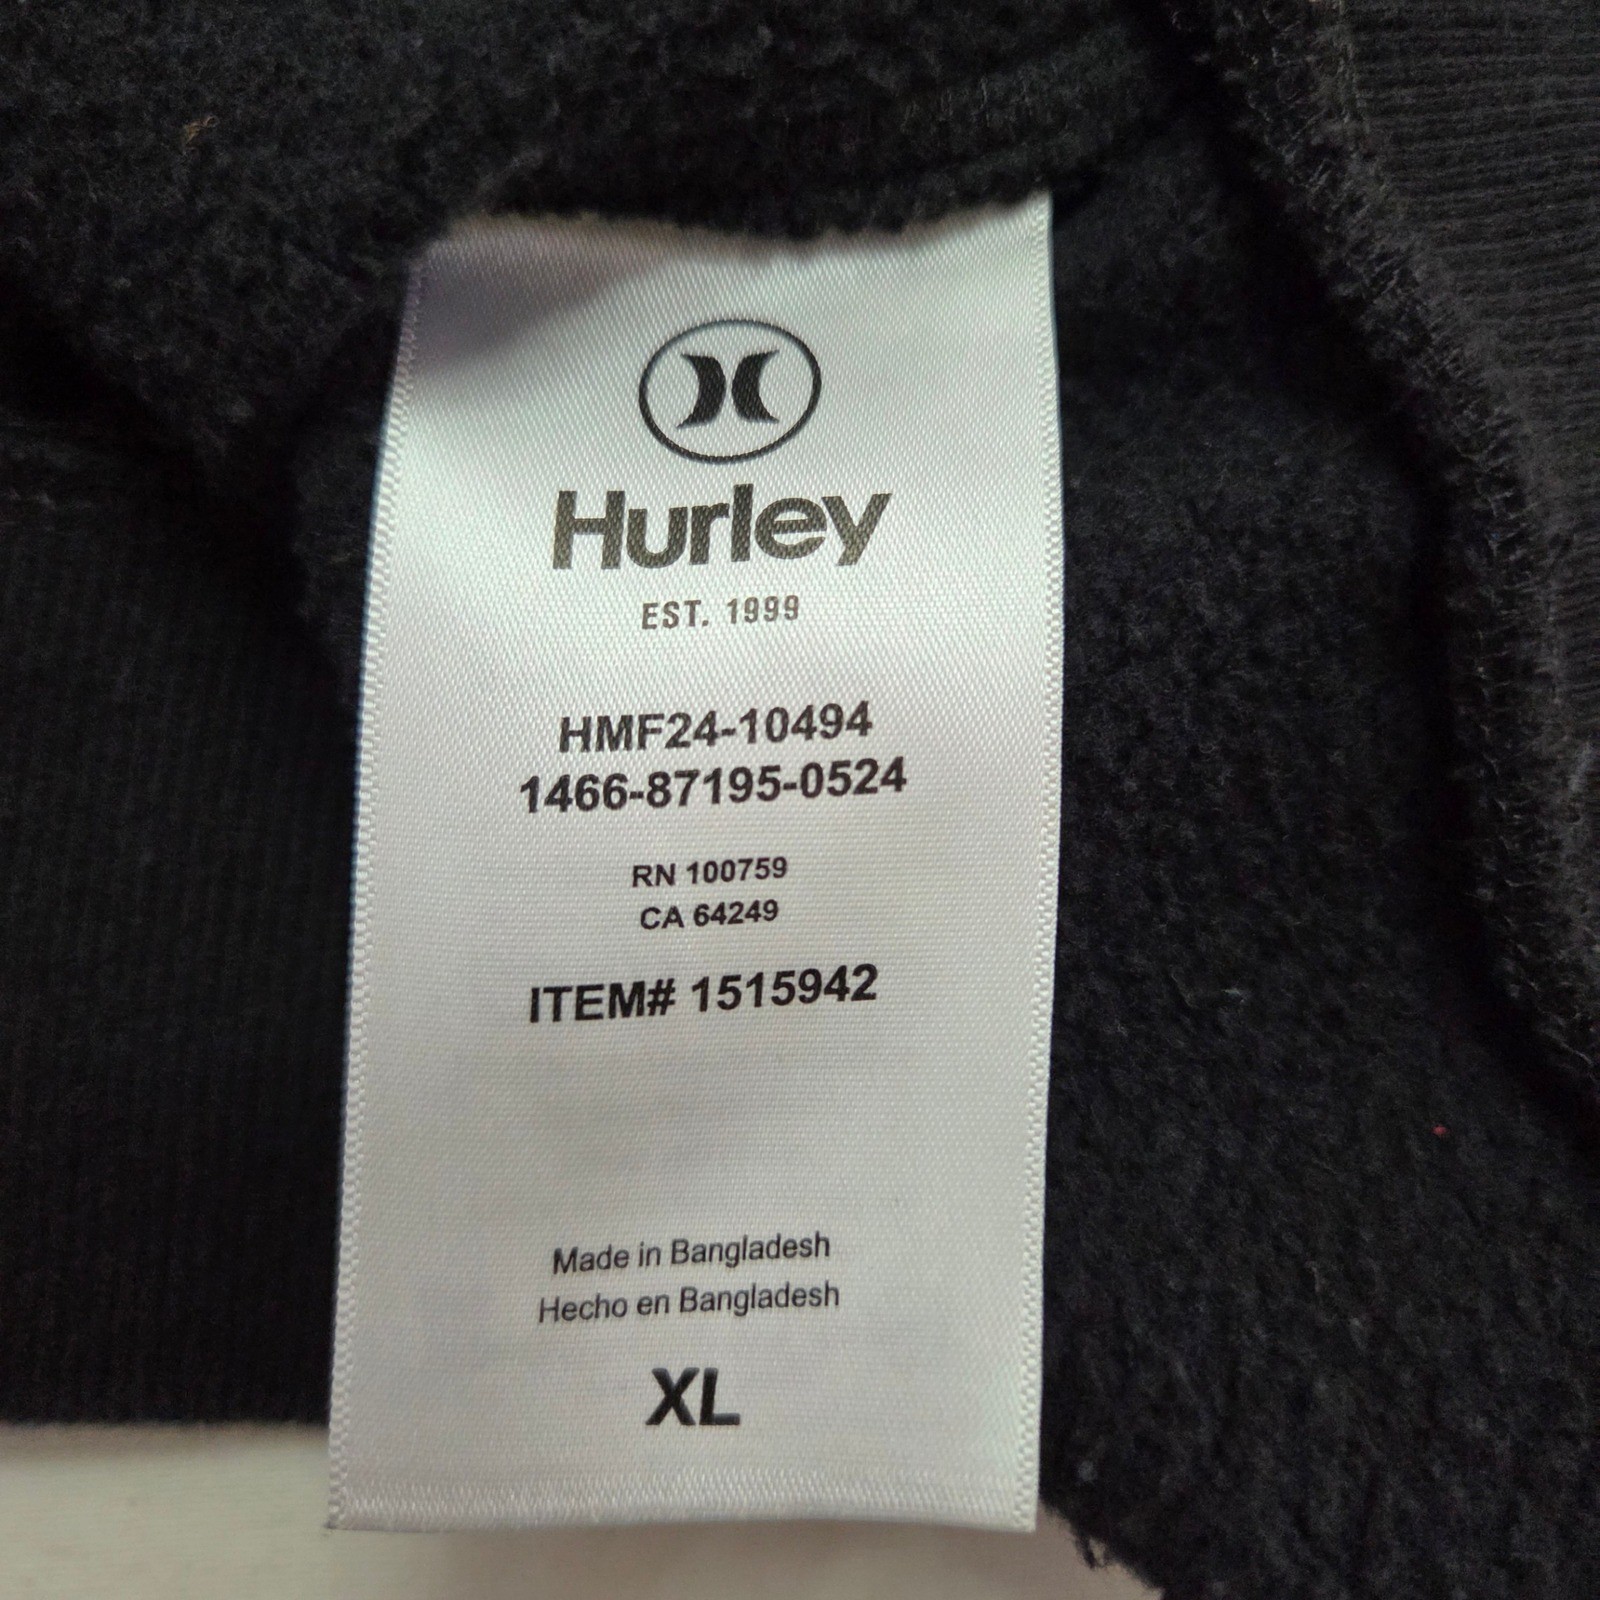 Hurley
EST. 1999
HMF24-10494
1466-87195-0524
RN 100759
CA 64249
ITEM# 1515942
Made in Bangladesh
Hecho en Bangladesh
XL